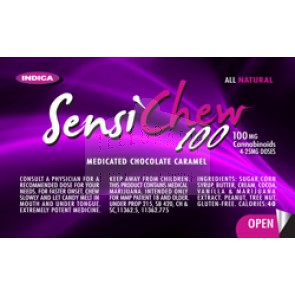 INDICA
ALL NATURAL
Sensi Chew
100
100MG
Cannabinoids
4 25MG DOSES
MEDICATED CHOCOLATE CARAMEL
CONSULT A PHYSICIAN FOR A
RECOMMENDED DOSE FOR YOUR
NEEDS. FOR FASTER ONSET, CHEW
SLOWLY AND LET CANDY MELT IN
MOUTH AND UNDER TONGUE.
EXTREMELY POTENT MEDICINE.
KEEP AWAY FROM CHILDREN.
THIS PRODUCT CONTAINS MEDICAL
MARIJUANA. INTENDED ONLY
FOR MMP PATIENT 18 AND OLDER.
UNDER PROP 215, SB 420, CH &
SC,11362.5, 11362.775
INGREDIENTS: SUGAR,CORN
SYRUP BUTTER, CREAM, COCOA,
VANILLA & MARIJUANA
EXTRACT. PEANUT, TREE NUT,
GLUTEN-FREE. CALORIES: 40
OPEN